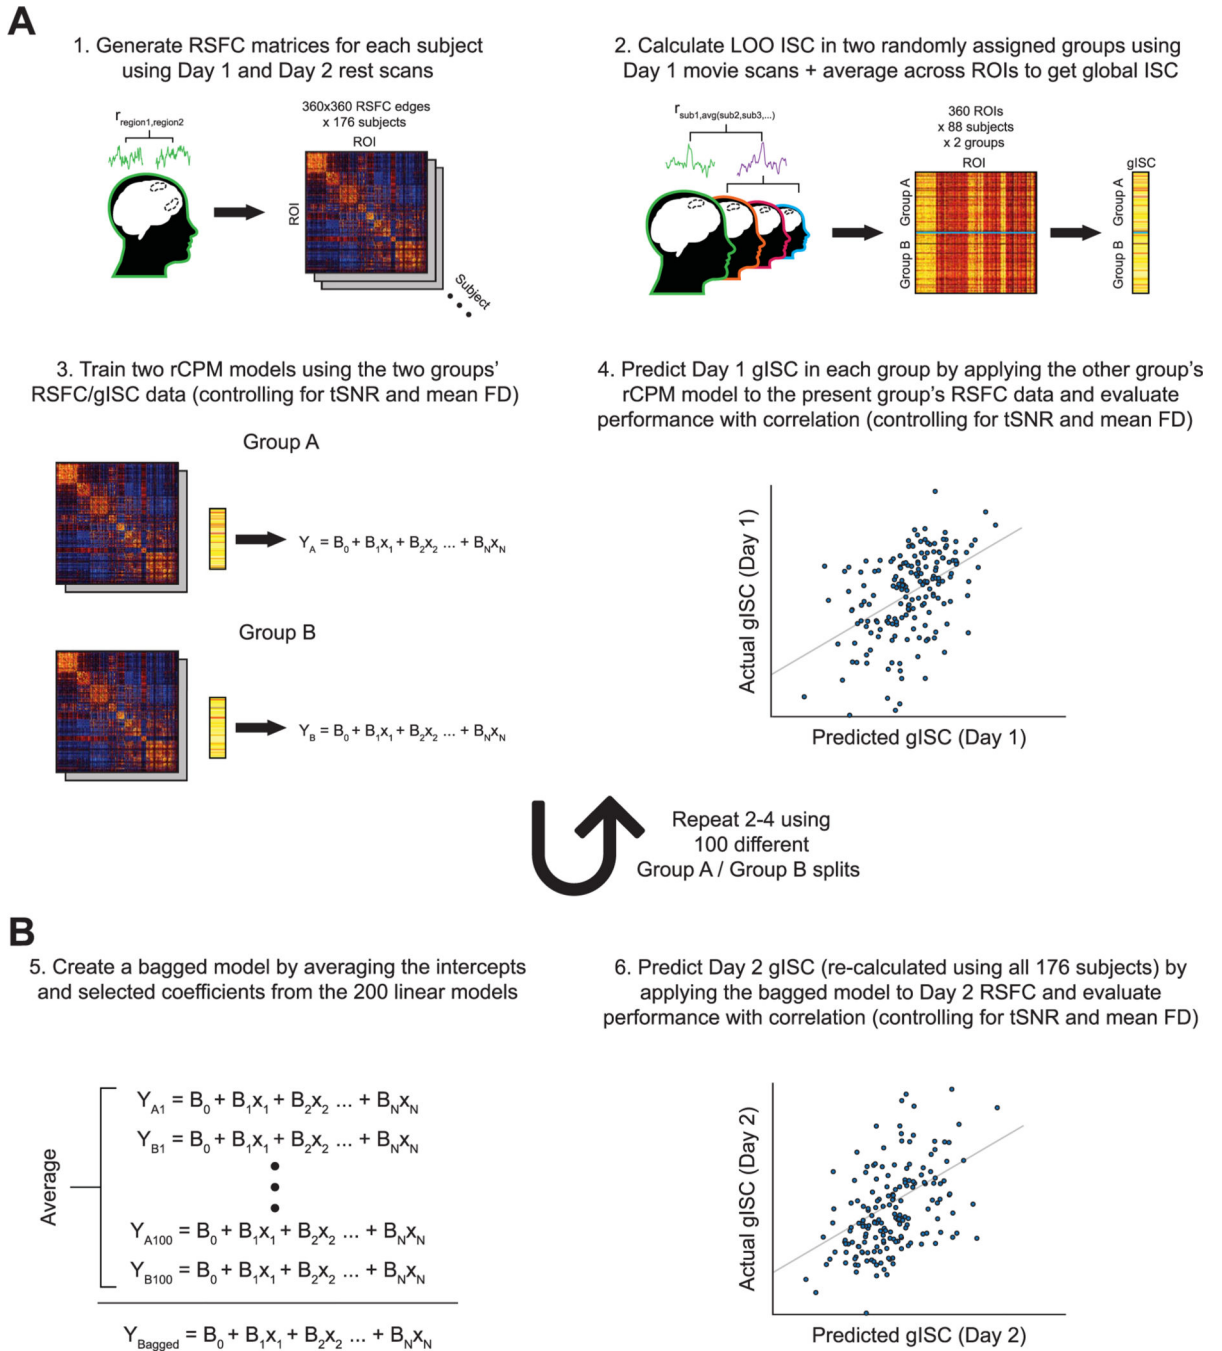 A
1. Generate RSFC matrices for each subject
using Day 1 and Day 2 rest scans
r_region1,region2
360x360 RSFC edges
x 176 subjects
ROI
ROI
Subject
2. Calculate LOO ISC in two randomly assigned groups using
Day 1 movie scans + average across ROIs to get global ISC
r_sub1,avg(sub2,sub3,...)
360 ROIs
x 88 subjects
x 2 groups
ROI
Group A
Group B
gISC
Group A
Group B
3. Train two rCPM models using the two groups'
RSFC/gISC data (controlling for tSNR and mean FD)
Group A
Y_A = B_0 + B_1x_1 + B_2x_2 ... + B_Nx_N
Group B
Y_B = B_0 + B_1x_1 + B_2x_2 ... + B_Nx_N
4. Predict Day 1 gISC in each group by applying the other group's
rCPM model to the present group's RSFC data and evaluate
performance with correlation (controlling for tSNR and mean FD)
Actual gISC (Day 1)
Predicted gISC (Day 1)
Repeat 2-4 using
100 different
Group A / Group B splits
B
5. Create a bagged model by averaging the intercepts
and selected coefficients from the 200 linear models
Average
Y_A1 = B_0 + B_1x_1 + B_2x_2 ... + B_Nx_N
Y_B1 = B_0 + B_1x_1 + B_2x_2 ... + B_Nx_N
Y_A100 = B_0 + B_1x_1 + B_2x_2 ... + B_Nx_N
Y_B100 = B_0 + B_1x_1 + B_2x_2 ... + B_Nx_N
Y_Bagged = B_0 + B_1x_1 + B_2x_2 ... + B_Nx_N
6. Predict Day 2 gISC (re-calculated using all 176 subjects) by
applying the bagged model to Day 2 RSFC and evaluate
performance with correlation (controlling for tSNR and mean FD)
Actual gISC (Day 2)
Predicted gISC (Day 2)